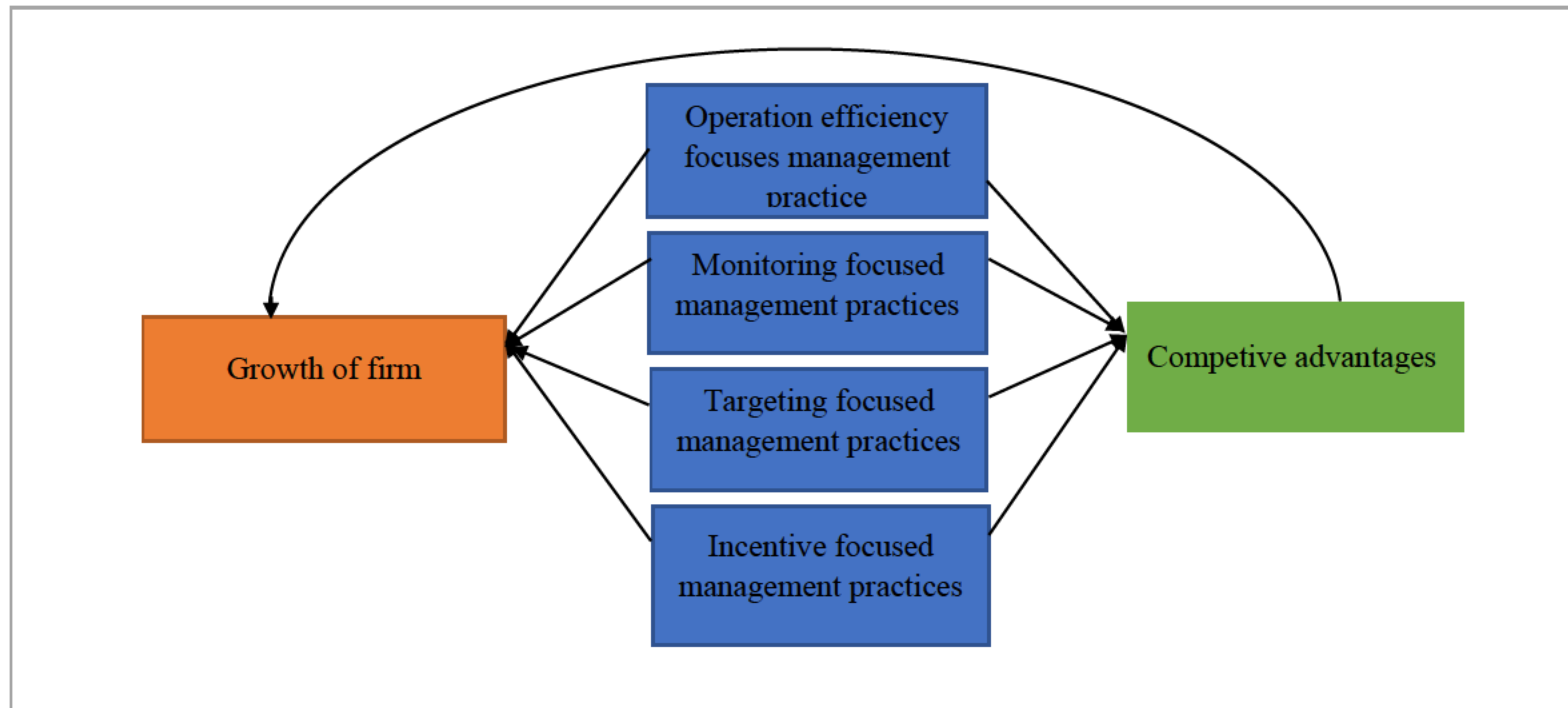 Operation efficiency
focuses management
practice
Monitoring focused
management practices
Growth of firm
Competive advantages
Targeting focused
management practices
Incentive focused
management practices